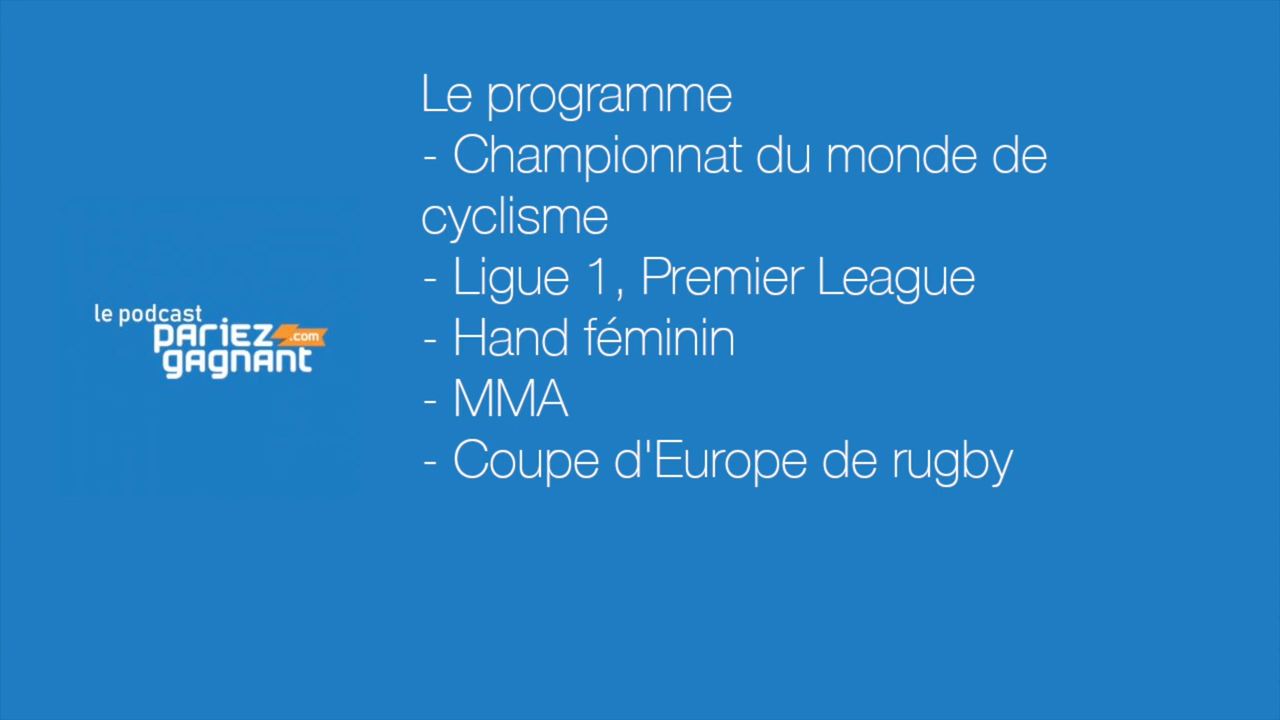 Le programme
- Championnat du monde de
cyclisme
- Ligue 1, Premier League
- Hand féminin
- MMA
- Coupe d'Europe de rugby
le podcast
pariez
.com
gagnant